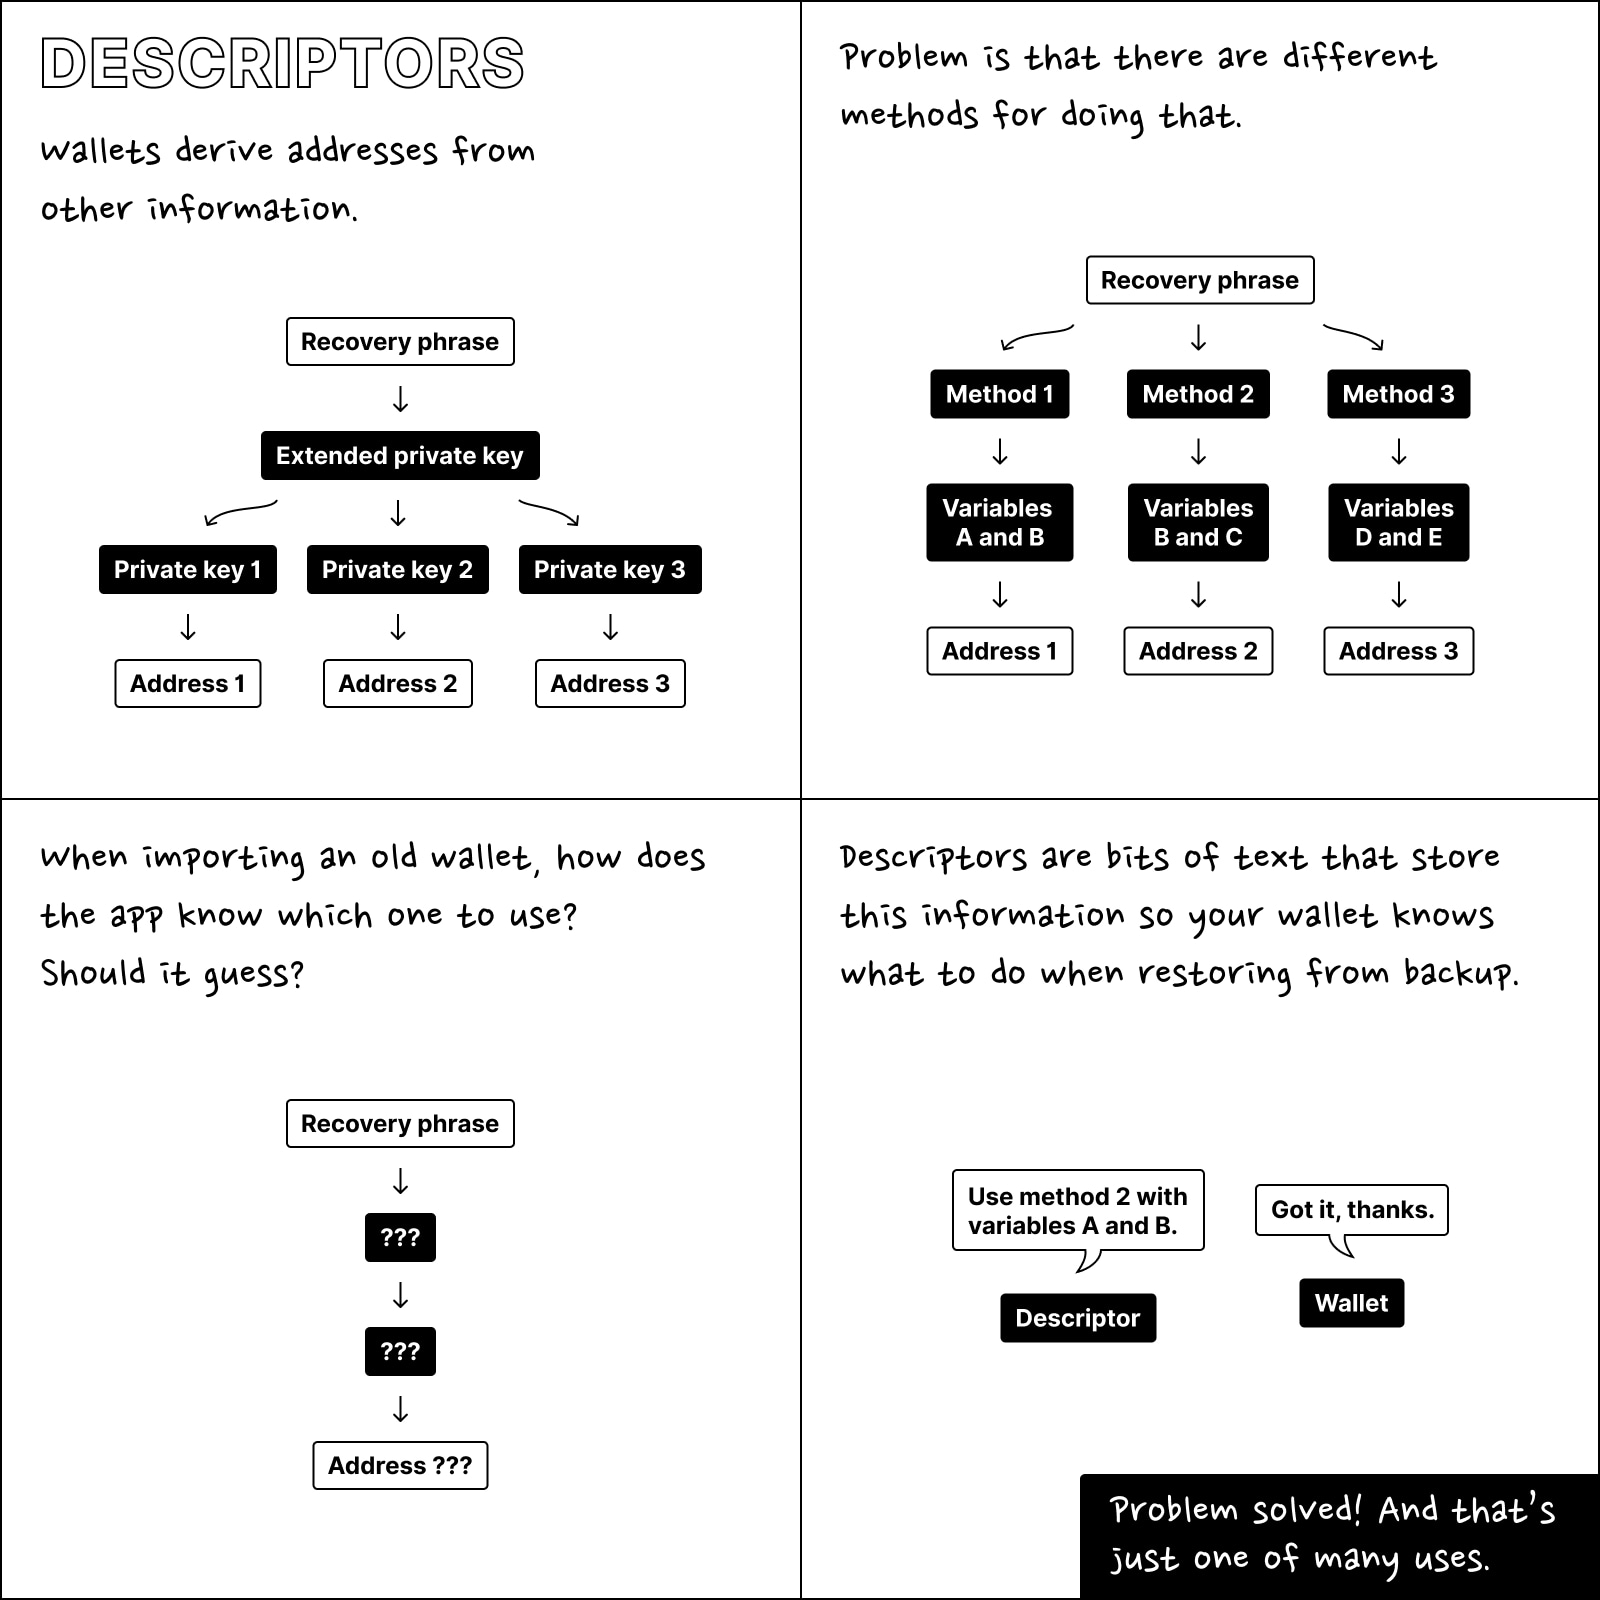 DESCRIPTORS
Wallets derive addresses from
other information.
Recovery phrase
Extended private key
Private key 1
Private key 2
Private key 3
Address 1
Address 2
Address 3
Problem is that there are different
methods for doing that.
Recovery phrase
Method 1
Method 2
Method 3
Variables
A and B
Variables
B and C
Variables
D and E
Address 1
Address 2
Address 3
When importing an old wallet, how does
the app know which one to use?
Should it guess?
Recovery phrase
???
???
Address ???
Descriptors are bits of text that store
this information so your wallet knows
what to do when restoring from backup.
Use method 2 with
variables A and B.
Descriptor
Got it, thanks.
Wallet
Problem solved! And that's
just one of many uses.